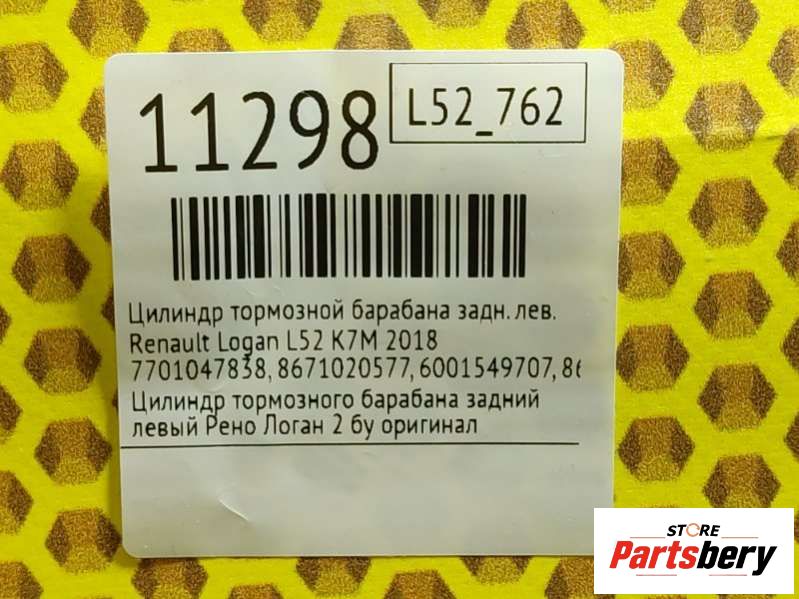 11298
L52_762
Цилиндр тормозной барабана задн. лев.
Renault Logan L52 K7M 2018
7701047838, 8671020577, 6001549707, 86
Цилиндр тормозного барабана задний
левый Рено Логан 2 бу оригинал
STORE
Partsbery